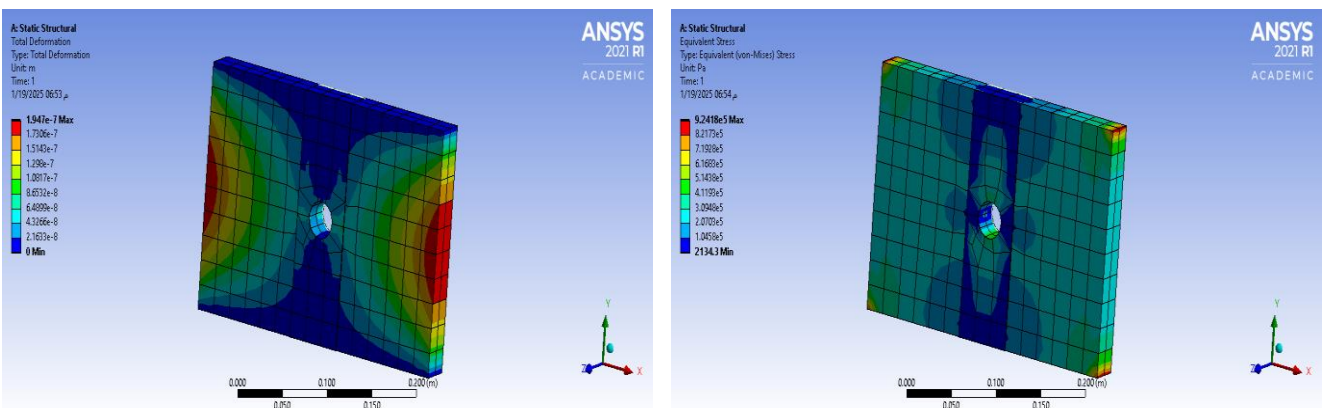 A: Static Structural
Total Deformation
Type: Total Deformation
Unit: m
Time: 1
1/19/2025 06:53 م
1.947e-7 Max
1.7306e-7
1.5143e-7
1.298e-7
1.0817e-7
8.6532e-8
6.4899e-8
4.3266e-8
2.1633e-8
0 Min
ANSYS
2021 R1
ACADEMIC
0.000 0.100 0.200 (m)
0.050 0.150
Y
Z X
A: Static Structural
Equivalent Stress
Type: Equivalent (von-Mises) Stress
Unit: Pa
Time: 1
1/19/2025 06:54 م
9.2418e5 Max
8.2173e5
7.1928e5
6.1683e5
5.1438e5
4.1193e5
3.0948e5
2.0703e5
1.0458e5
2134.3 Min
ANSYS
2021 R1
ACADEMIC
0.000 0.100 0.200 (m)
0.050 0.150
Y
Z X